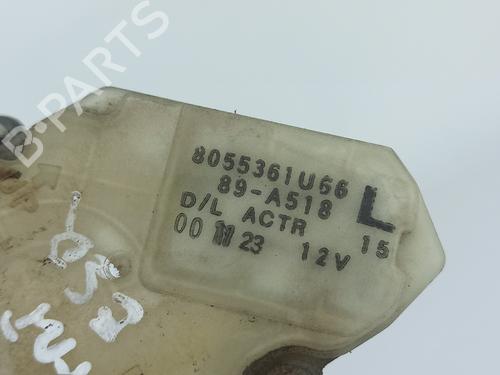 B-PARTS
8055361U66
89-A518
D/L ACTR
L
00 11 23 12V 15